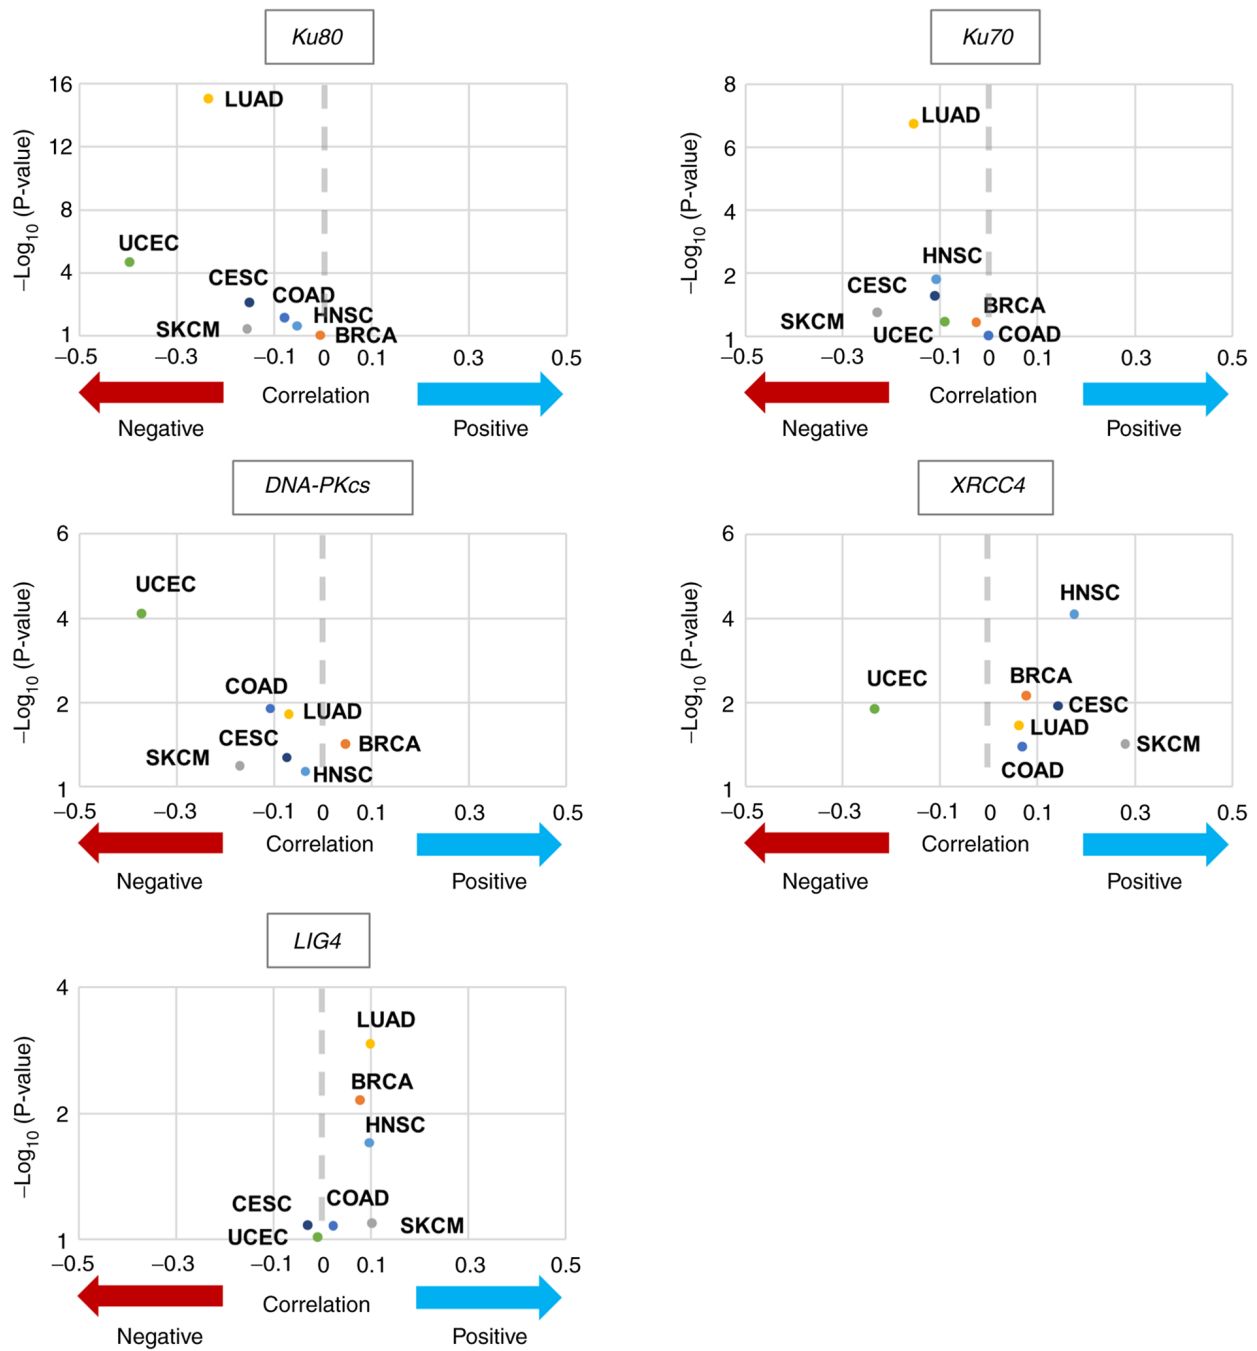 Ku80
−Log10 (P-value)
16
12
8
4
1
LUAD
UCEC
CESC
COAD
HNSC
SKCM
BRCA
−0.5
−0.3
−0.1
0
0.1
0.3
0.5
Correlation
Negative
Positive
Ku70
−Log10 (P-value)
8
6
4
2
1
LUAD
HNSC
CESC
BRCA
SKCM
UCEC
COAD
−0.5
−0.3
−0.1
0
0.1
0.3
0.5
Correlation
Negative
Positive
DNA-PKcs
−Log10 (P-value)
6
4
2
1
UCEC
COAD
LUAD
CESC
BRCA
SKCM
HNSC
−0.5
−0.3
−0.1
0
0.1
0.3
0.5
Correlation
Negative
Positive
XRCC4
−Log10 (P-value)
6
4
2
1
HNSC
UCEC
BRCA
CESC
LUAD
SKCM
COAD
−0.5
−0.3
−0.1
0
0.1
0.3
0.5
Correlation
Negative
Positive
LIG4
−Log10 (P-value)
4
2
1
LUAD
BRCA
HNSC
CESC
COAD
SKCM
UCEC
−0.5
−0.3
−0.1
0
0.1
0.3
0.5
Correlation
Negative
Positive